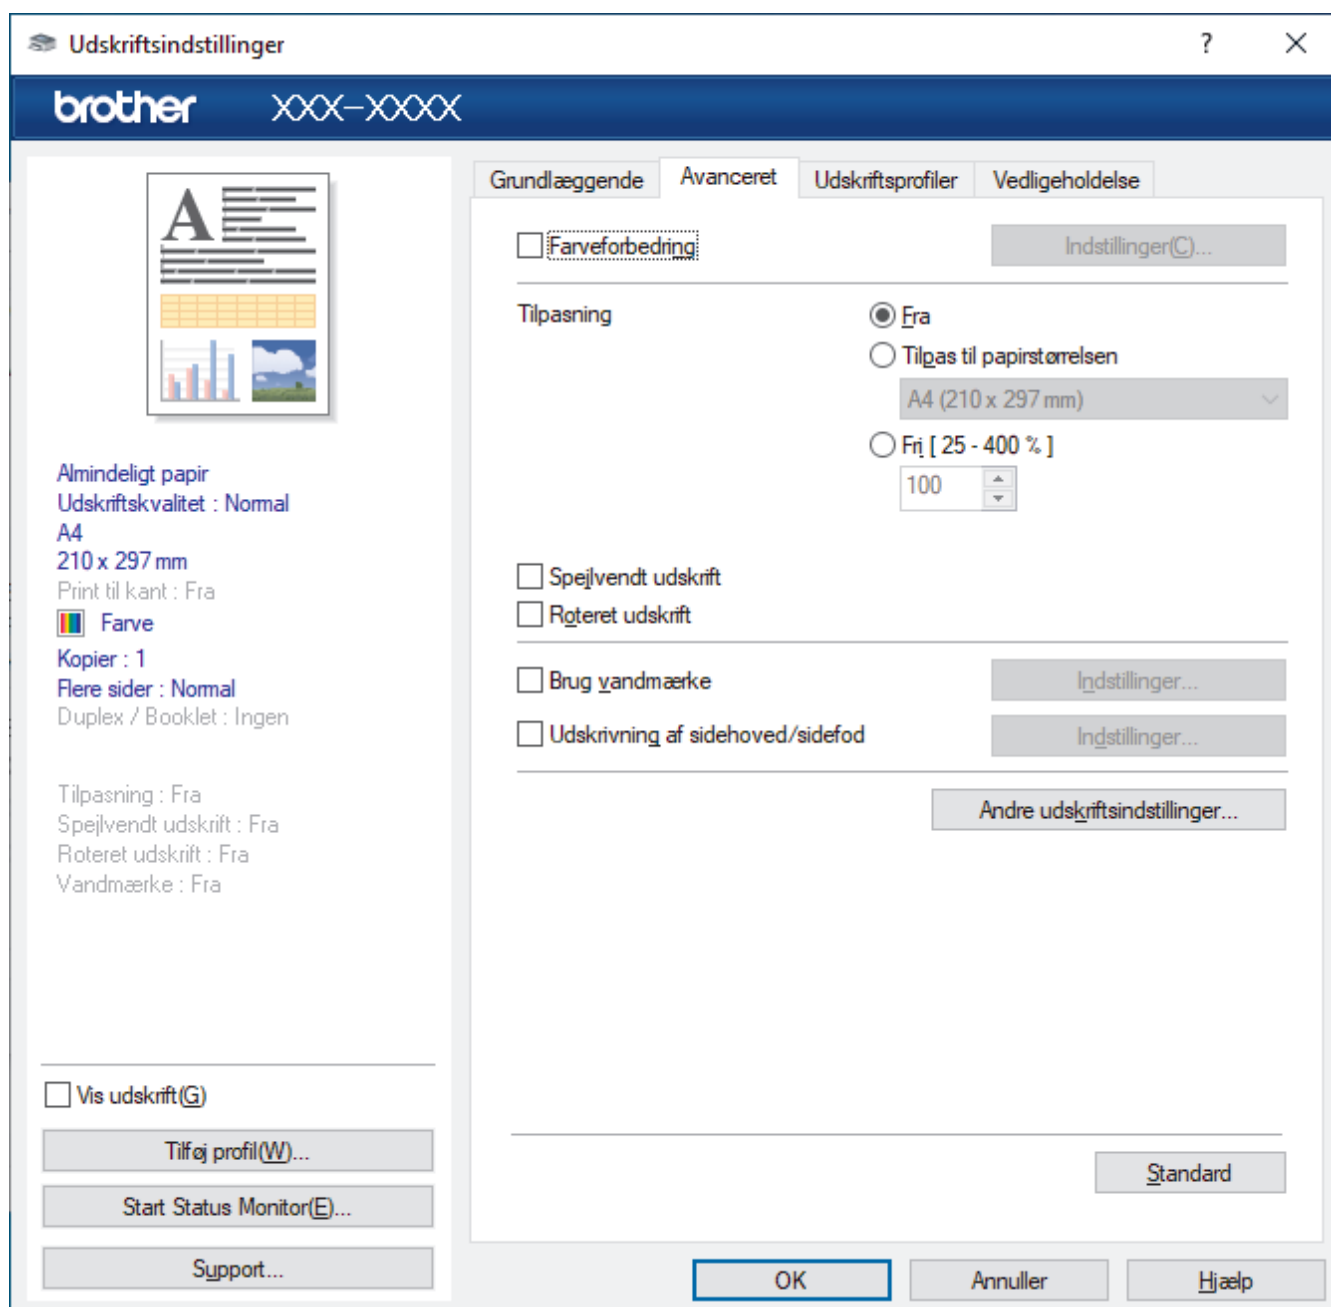 Udskriftsindstillinger
?
brother XXX-XXXX
A
Almindeligt papir
Udskriftskvalitet : Normal
A4
210 x 297 mm
Print til kant : Fra
Farve
Kopier : 1
Flere sider : Normal
Duplex / Booklet : Ingen
Tilpasning : Fra
Spejlvendt udskrift : Fra
Roteret udskrift : Fra
Vandmærke : Fra
Vis udskrift(G)
Tilføj profil(W)...
Start Status Monitor(E)...
Support...
Grundlæggende Avanceret Udskriftsprofiler Vedligeholdelse
Farveforbedring Indstillinger(C)...
Tilpasning Fra
Tilpas til papirstørrelsen
A4 (210 x 297 mm)
Fri [ 25 - 400 % ]
100
Spejlvendt udskrift
Roteret udskrift
Brug vandmærke Indstillinger...
Udskrivning af sidehoved/sidefod Indstillinger...
Andre udskriftsindstillinger...
Standard
OK Annuller Hjælp